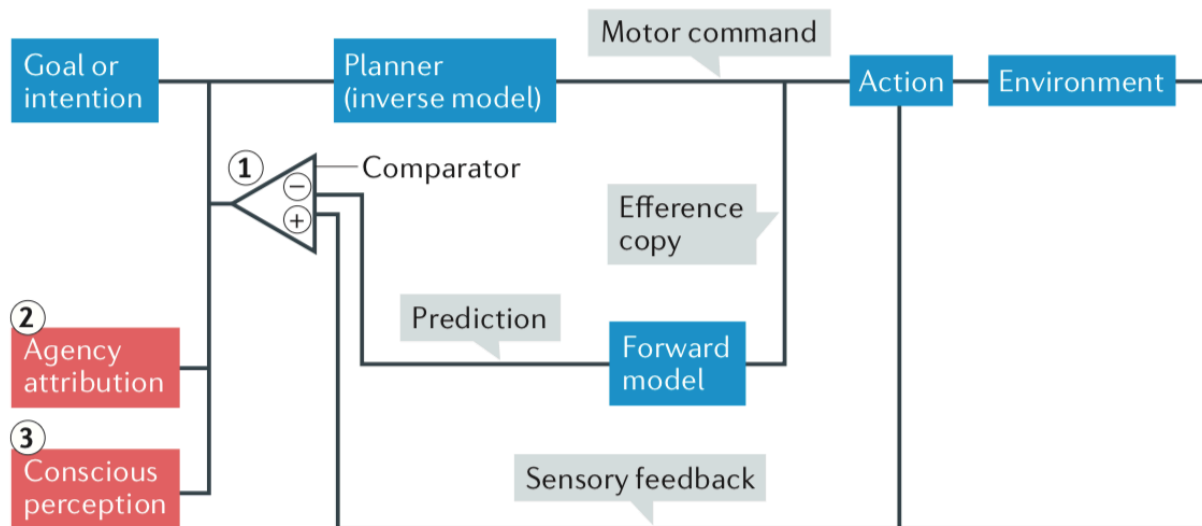 Motor command
Goal or
intention
Planner
(inverse model)
Action
Environment
1
Comparator
−
+
Efference
copy
2
Prediction
Agency
attribution
Forward
model
3
Conscious
perception
Sensory feedback